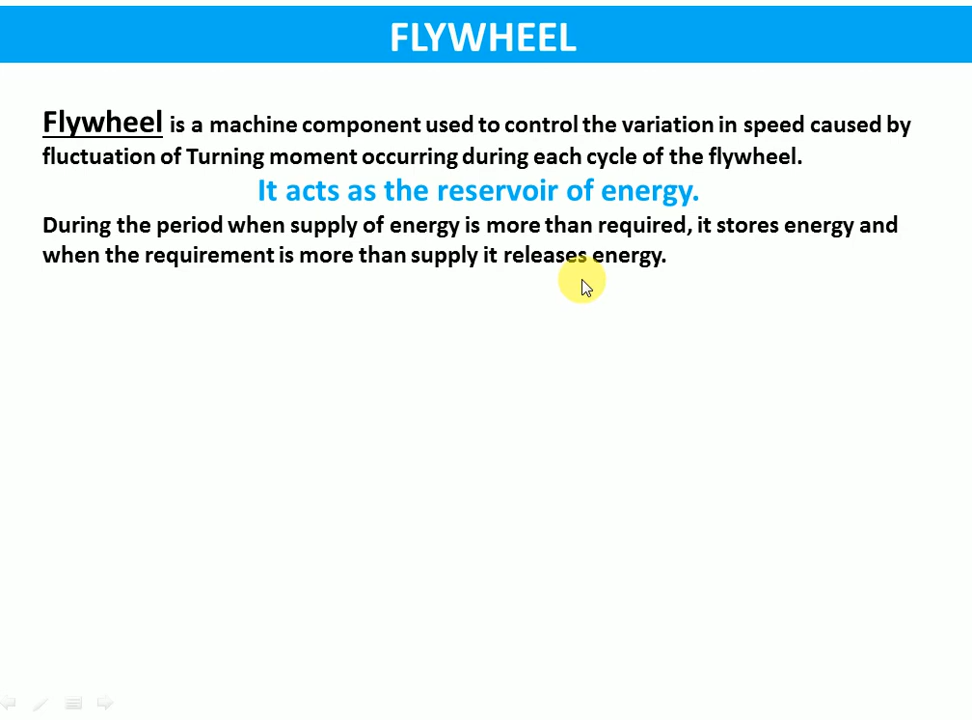 FLYWHEEL
Flywheel is a machine component used to control the variation in speed caused by
fluctuation of Turning moment occurring during each cycle of the flywheel.
It acts as the reservoir of energy.
During the period when supply of energy is more than required, it stores energy and
when the requirement is more than supply it releases energy.